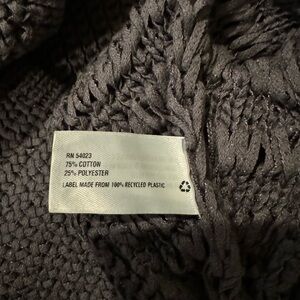 RN 54023
75% COTTON
25% POLYESTER
LABEL MADE FROM 100% RECYCLED PLASTIC